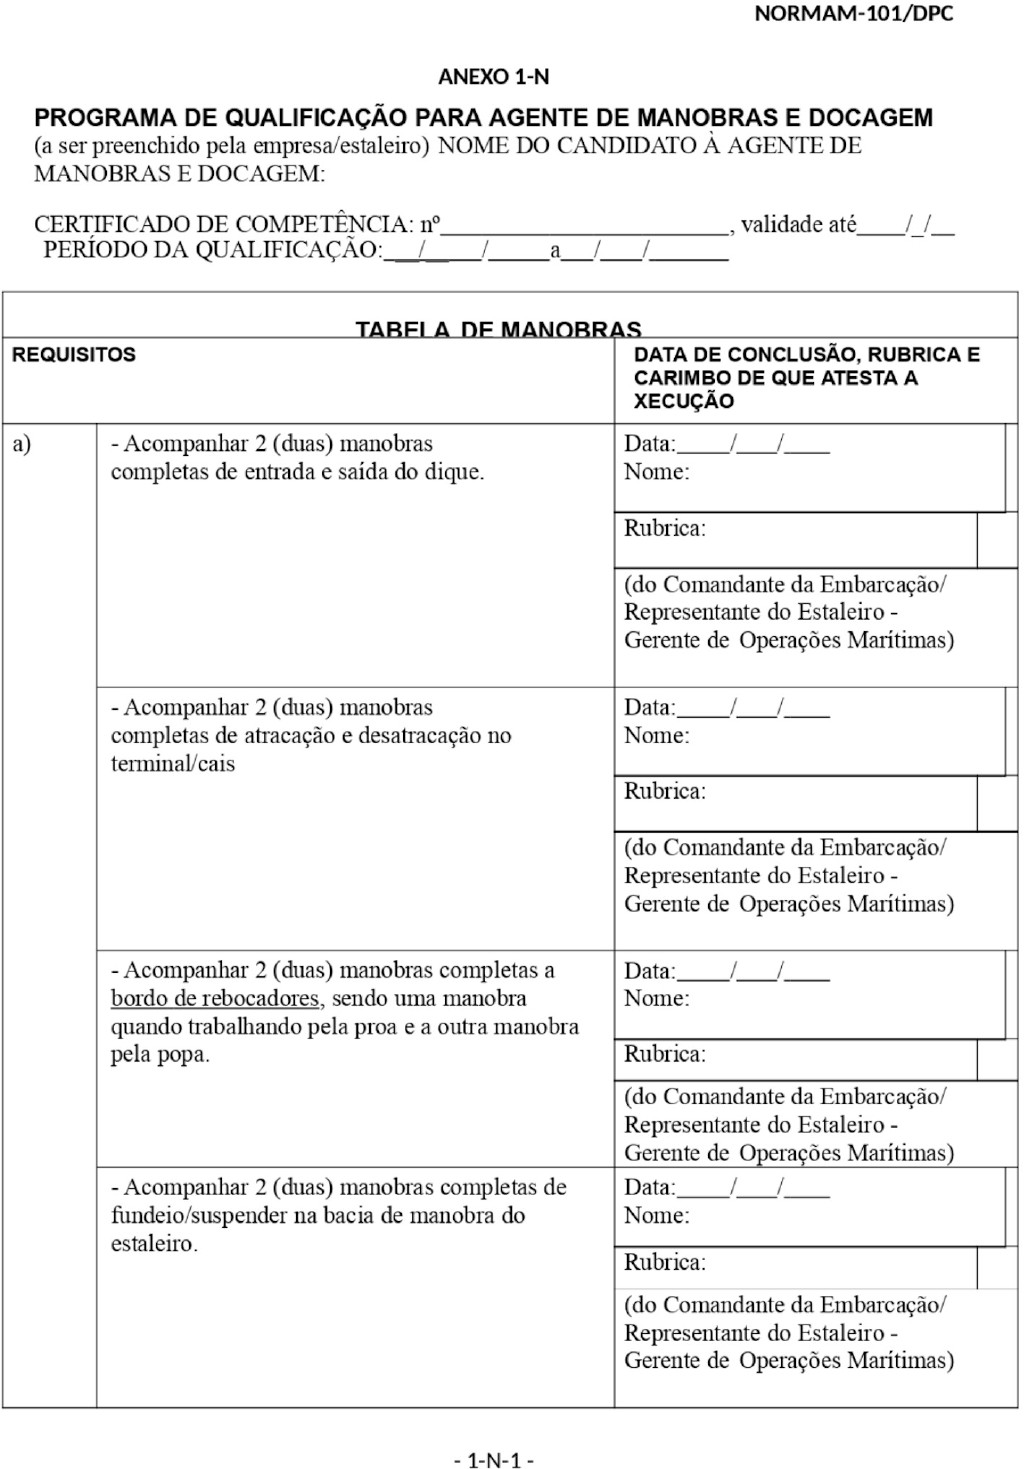 NORMAM-101/DPC
ANEXO 1-N
PROGRAMA DE QUALIFICAÇÃO PARA AGENTE DE MANOBRAS E DOCAGEM
(a ser preenchido pela empresa/estaleiro) NOME DO CANDIDATO À AGENTE DE
MANOBRAS E DOCAGEM:
CERTIFICADO DE COMPETÊNCIA: nº________________________, validade até____/_/__
PERÍODO DA QUALIFICAÇÃO:___/_____/_____a___/____/_______
TABELA DE MANOBRAS
REQUISITOS
DATA DE CONCLUSÃO, RUBRICA E
CARIMBO DE QUE ATESTA A
XECUÇÃO
a)
- Acompanhar 2 (duas) manobras
completas de entrada e saída do dique.
Data:_____/____/____
Nome:
Rubrica:
(do Comandante da Embarcação/
Representante do Estaleiro -
Gerente de Operações Marítimas)
- Acompanhar 2 (duas) manobras
completas de atracação e desatracação no
terminal/cais
Data:_____/____/____
Nome:
Rubrica:
(do Comandante da Embarcação/
Representante do Estaleiro -
Gerente de Operações Marítimas)
- Acompanhar 2 (duas) manobras completas a
bordo de rebocadores, sendo uma manobra
quando trabalhando pela proa e a outra manobra
pela popa.
Data:_____/____/____
Nome:
Rubrica:
(do Comandante da Embarcação/
Representante do Estaleiro -
Gerente de Operações Marítimas)
- Acompanhar 2 (duas) manobras completas de
fundeio/suspender na bacia de manobra do
estaleiro.
Data:_____/____/____
Nome:
Rubrica:
(do Comandante da Embarcação/
Representante do Estaleiro -
Gerente de Operações Marítimas)
- 1-N-1 -